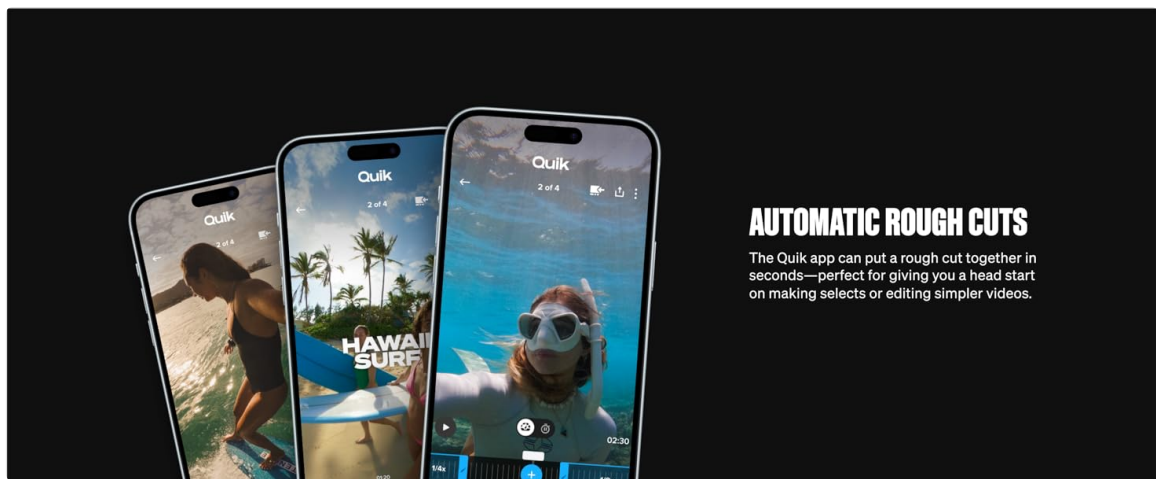 Quik
2 of 4
Quik
2 of 4
HAWAII
SURF
Quik
2 of 4
02:30
1/4x
AUTOMATIC ROUGH CUTS
The Quik app can put a rough cut together in
seconds—perfect for giving you a head start
on making selects or editing simpler videos.